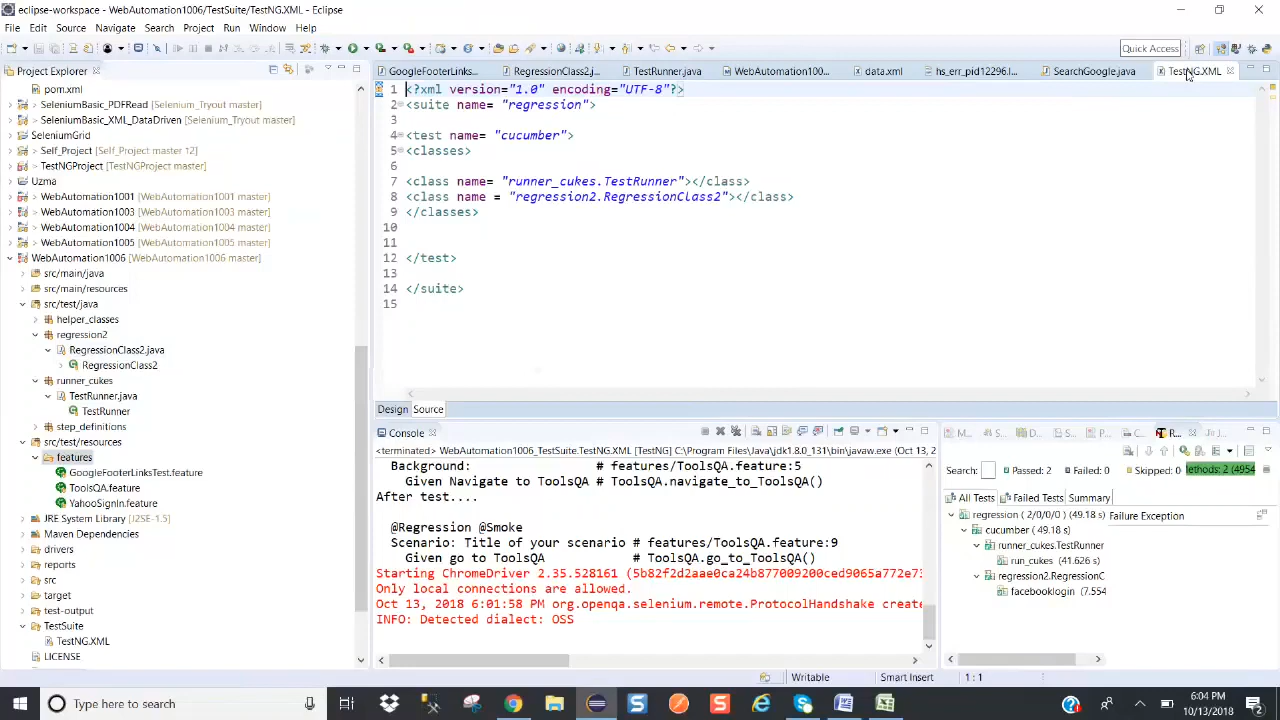 eclipse-workspace - WebAutomation1006/TestSuite/TestNG.XML - Eclipse
File Edit Source Navigate Search Project Run Window Help
Quick Access
Project Explorer
pom.xml
SeleniumBasic_PDFRead [Selenium_Tryout master]
SeleniumBasic_XML_DataDriven [Selenium_Tryout master]
SeleniumGrid
Self_Project [Self_Project master 12]
TestNGProject [TestNGProject master]
Uzma
WebAutomation1001 [WebAutomation1001 master]
WebAutomation1003 [WebAutomation1003 master]
WebAutomation1004 [WebAutomation1004 master]
WebAutomation1005 [WebAutomation1005 master]
WebAutomation1006 [WebAutomation1006 master]
src/main/java
src/main/resources
src/test/java
helper_classes
regression2
RegressionClass2.java
RegressionClass2
runner_cukes
TestRunner.java
TestRunner
step_definitions
src/test/resources
features
GoogleFooterLinksTest.feature
ToolsQA.feature
YahooSignIn.feature
JRE System Library [J2SE-1.5]
Maven Dependencies
drivers
reports
src
target
test-output
TestSuite
TestNG.XML
LICENSE
GoogleFooterLinks... RegressionClass2.j... TestRunner.java WebAutomation100... data.xml hs_err_pid12296.l... SearchGoogle.java TestNG.XML
1 <?xml version="1.0" encoding="UTF-8"?>
2 <suite name= "regression">
3
4 <test name= "cucumber">
5 <classes>
6
7 <class name= "runner_cukes.TestRunner"></class>
8 <class name = "regression2.RegressionClass2"></class>
9 </classes>
10
11
12 </test>
13
14 </suite>
15
Design Source
Console
<terminated> WebAutomation1006_TestSuite.TestNG.XML [TestNG] C:\Program Files\Java\jdk1.8.0_131\bin\javaw.exe (Oct 13, 2
Background: # features/ToolsQA.feature:5
Given Navigate to ToolsQA # ToolsQA.navigate_to_ToolsQA()
After test....
@Regression @Smoke
Scenario: Title of your scenario # features/ToolsQA.feature:9
Given go to ToolsQA # ToolsQA.go_to_ToolsQA()
Starting ChromeDriver 2.35.528161 (5b82f2d2aae0ca24b877009200ced9065a772e73
Only local connections are allowed.
Oct 13, 2018 6:01:58 PM org.openqa.selenium.remote.ProtocolHandshake create
INFO: Detected dialect: OSS
M... S... D... S... P... C... R... J...
Search: Passed: 2 Failed: 0 Skipped: 0 lethods: 2 (4954
All Tests Failed Tests Summary
regression ( 2/0/0/0 ) (49.18 s)
cucumber (49.18 s)
runner_cukes.TestRunner
run_cukes (41.626 s)
regression2.RegressionC
facebooklogin (7.554
Failure Exception
Writable Smart Insert 1 : 1
Type here to search
6:04 PM
10/13/2018